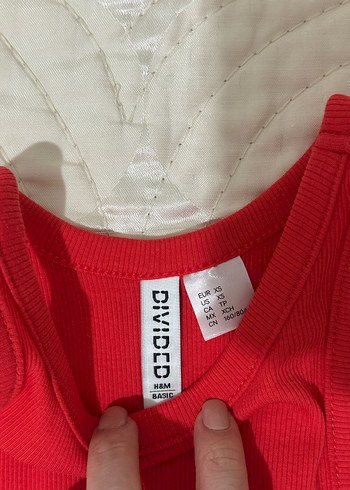 DIVIDED
H&M
BASIC
EUR XS
US XS
CA TP
MX XCH
CN 160/80A